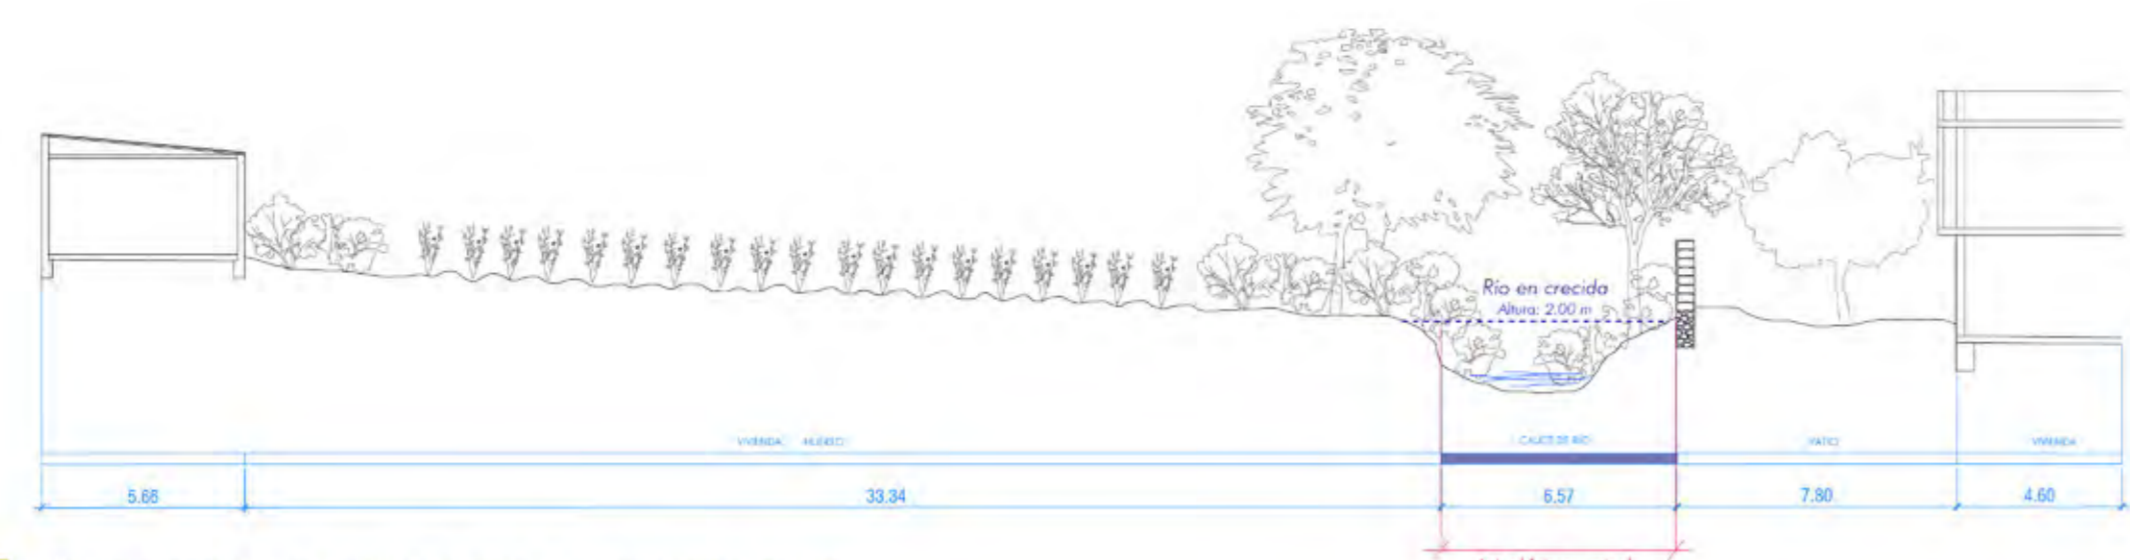 Río en crecida
Altura: 2.00 m
VIVIENDA HUERTO
CAUCE DE RÍO
PATIO
VIVIENDA
5.66
33.34
6.57
7.80
4.60